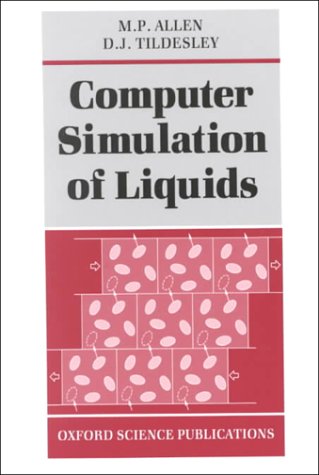 M.P. ALLEN
D.J. TILDESLEY
Computer
Simulation
of Liquids
OXFORD SCIENCE PUBLICATIONS